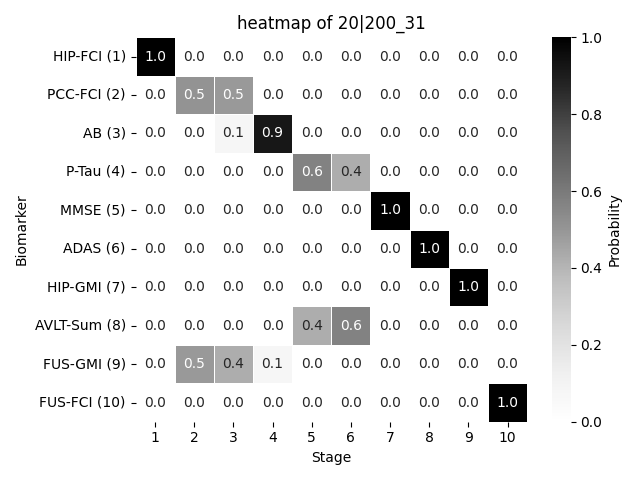 heatmap of 20|200_31
HIP-FCI (1) 1.0 0.0 0.0 0.0 0.0 0.0 0.0 0.0 0.0 0.0
PCC-FCI (2) 0.0 0.5 0.5 0.0 0.0 0.0 0.0 0.0 0.0 0.0
AB (3) 0.0 0.0 0.1 0.9 0.0 0.0 0.0 0.0 0.0 0.0
P-Tau (4) 0.0 0.0 0.0 0.0 0.6 0.4 0.0 0.0 0.0 0.0
MMSE (5) 0.0 0.0 0.0 0.0 0.0 0.0 1.0 0.0 0.0 0.0
ADAS (6) 0.0 0.0 0.0 0.0 0.0 0.0 0.0 1.0 0.0 0.0
HIP-GMI (7) 0.0 0.0 0.0 0.0 0.0 0.0 0.0 0.0 1.0 0.0
AVLT-Sum (8) 0.0 0.0 0.0 0.0 0.4 0.6 0.0 0.0 0.0 0.0
FUS-GMI (9) 0.0 0.5 0.4 0.1 0.0 0.0 0.0 0.0 0.0 0.0
FUS-FCI (10) 0.0 0.0 0.0 0.0 0.0 0.0 0.0 0.0 0.0 1.0
1 2 3 4 5 6 7 8 9 10
Stage
Biomarker
1.0
0.8
0.6
0.4
0.2
0.0
Probability